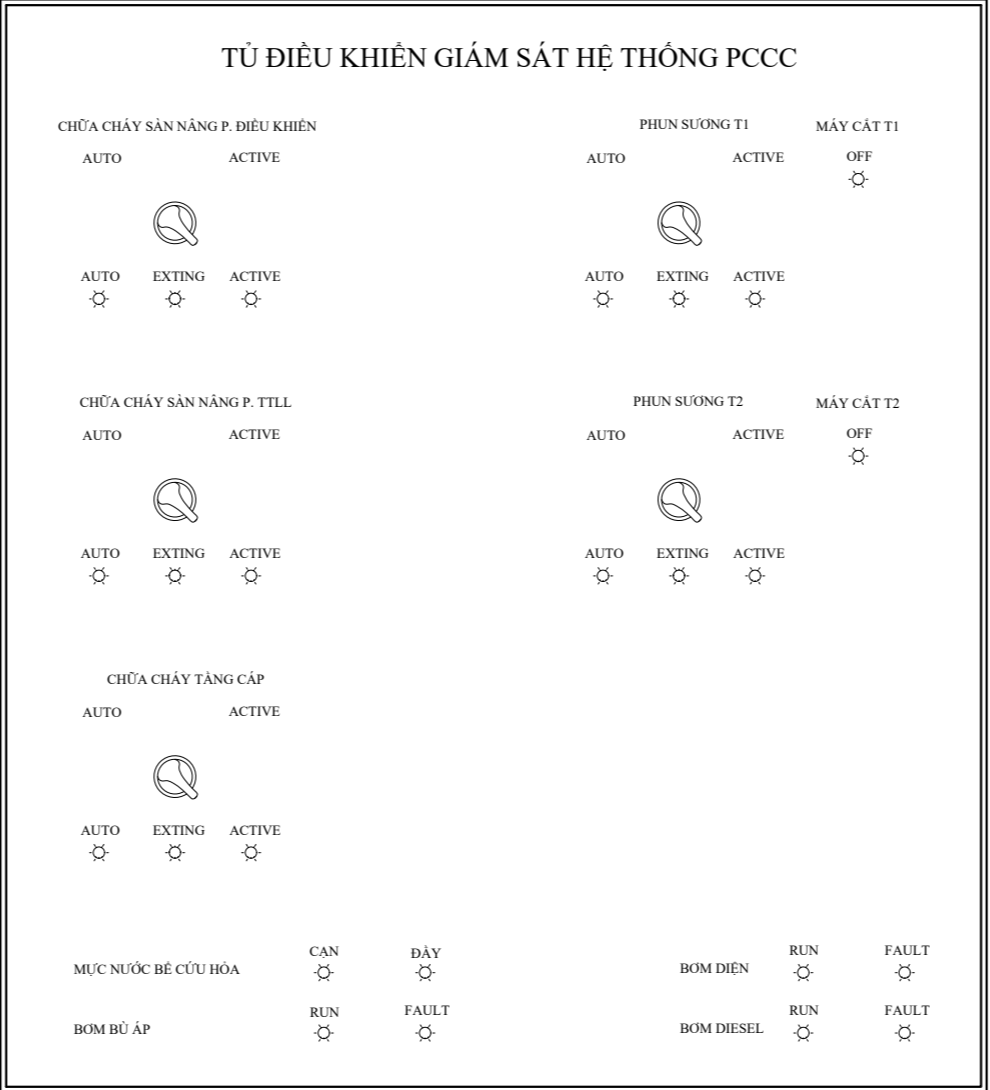 TỦ ĐIỀU KHIỂN GIÁM SÁT HỆ THỐNG PCCC
CHỮA CHÁY SÀN NÂNG P. ĐIỀU KHIỂN
AUTO ACTIVE
AUTO EXTING ACTIVE
PHUN SƯƠNG T1
AUTO ACTIVE
AUTO EXTING ACTIVE
MÁY CẮT T1
OFF
CHỮA CHÁY SÀN NÂNG P. TTLL
AUTO ACTIVE
AUTO EXTING ACTIVE
PHUN SƯƠNG T2
AUTO ACTIVE
AUTO EXTING ACTIVE
MÁY CẮT T2
OFF
CHỮA CHÁY TẦNG CÁP
AUTO ACTIVE
AUTO EXTING ACTIVE
CẠN ĐẦY
MỰC NƯỚC BỂ CỨU HỎA
RUN FAULT
BƠM BÙ ÁP
RUN FAULT
BƠM DIỆN
RUN FAULT
BƠM DIESEL